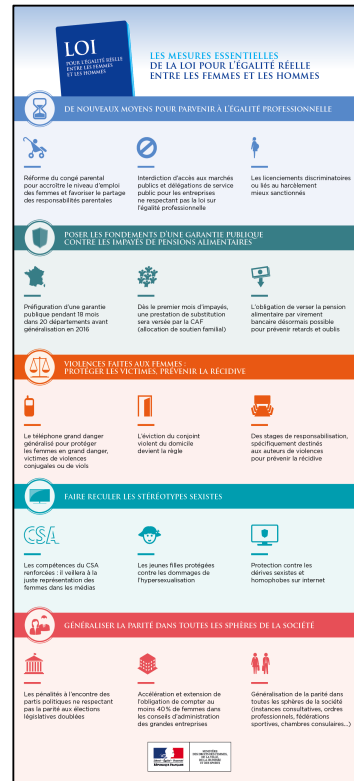 LOI
POUR L'ÉGALITÉ RÉELLE
ENTRE LES FEMMES
ET LES HOMMES
LES MESURES ESSENTIELLES
DE LA LOI POUR L'ÉGALITÉ RÉELLE
ENTRE LES FEMMES ET LES HOMMES
DE NOUVEAUX MOYENS POUR PARVENIR À L'ÉGALITÉ PROFESSIONNELLE
Réforme du congé parental
pour accroître le niveau d'emploi
des femmes et favoriser le partage
des responsabilités parentales
Interdiction d'accès aux marchés
publics et délégations de service
public pour les entreprises
ne respectant pas la loi sur
l'égalité professionnelle
Les licenciements discriminatoires
ou liés au harcèlement
mieux sanctionnés
POSER LES FONDEMENTS D'UNE GARANTIE PUBLIQUE
CONTRE LES IMPAYÉS DE PENSIONS ALIMENTAIRES
Préfiguration d'une garantie
publique pendant 18 mois
dans 20 départements avant
généralisation en 2016
Dès le premier mois d'impayés,
une prestation de substitution
sera versée par la CAF
(allocation de soutien familial)
L'obligation de verser la pension
alimentaire par virement
bancaire désormais possible
pour prévenir retards et oublis
VIOLENCES FAITES AUX FEMMES :
PROTÉGER LES VICTIMES, PRÉVENIR LA RÉCIDIVE
Le téléphone grand danger
généralisé pour protéger
les femmes en grand danger,
victimes de violences
conjugales ou de viols
L'éviction du conjoint
violent du domicile
devient la règle
Des stages de responsabilisation,
spécifiquement destinés
aux auteurs de violences
pour prévenir la récidive
FAIRE RECULER LES STÉRÉOTYPES SEXISTES
CSA
Les compétences du CSA
renforcées : il veillera à la
juste représentation des
femmes dans les médias
Les jeunes filles protégées
contre les dommages de
l'hypersexualisation
Protection contre les
dérives sexistes et
homophobes sur internet
GÉNÉRALISER LA PARITÉ DANS TOUTES LES SPHÈRES DE LA SOCIÉTÉ
Les pénalités à l'encontre des
partis politiques ne respectant
pas la parité aux élections
législatives doublées
Accélération et extension de
l'obligation de compter au
moins 40% de femmes dans
les conseils d'administration
des grandes entreprises
Généralisation de la parité dans
toutes les sphères de la société
(instances consultatives, ordres
professionnels, fédérations
sportives, chambres consulaires...)
RÉPUBLIQUE FRANÇAISE